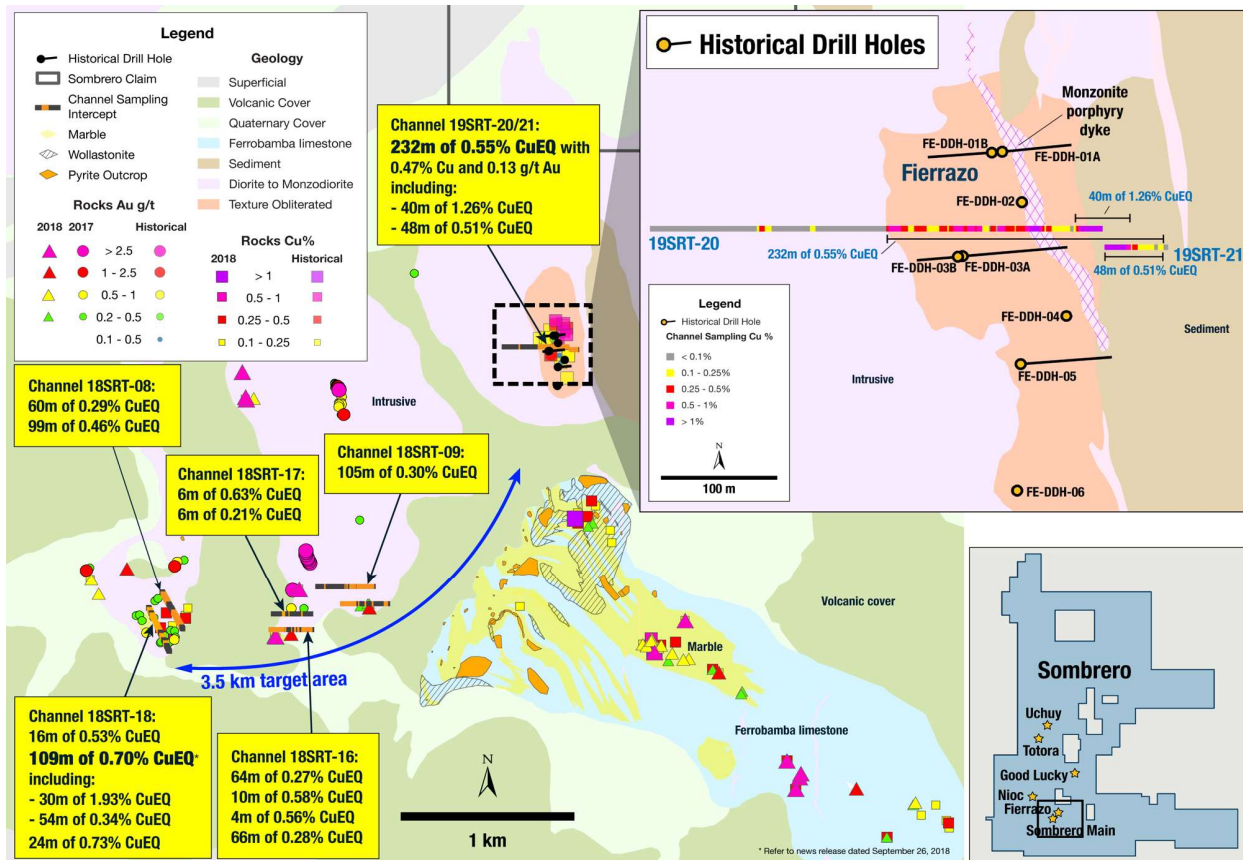 Legend
Historical Drill Hole
Sombrero Claim
Channel Sampling
Intercept
Marble
Wollastonite
Pyrite Outcrop
Geology
Superficial
Volcanic Cover
Quaternary Cover
Ferrobamba limestone
Sediment
Diorite to Monzodiorite
Texture Obliterated
Rocks Au g/t
2018 2017 Historical
> 2.5
1 - 2.5
0.5 - 1
0.2 - 0.5
0.1 - 0.5
Rocks Cu%
2018 Historical
> 1
0.5 - 1
0.25 - 0.5
0.1 - 0.25
Channel 19SRT-20/21:
232m of 0.55% CuEQ with
0.47% Cu and 0.13 g/t Au
including:
- 40m of 1.26% CuEQ
- 48m of 0.51% CuEQ
Historical Drill Holes
Monzonite
porphyry
dyke
FE-DDH-01B
FE-DDH-01A
Fierrazo
FE-DDH-02
40m of 1.26% CuEQ
19SRT-20
232m of 0.55% CuEQ
19SRT-21
48m of 0.51% CuEQ
FE-DDH-03B
FE-DDH-03A
FE-DDH-04
Sediment
FE-DDH-05
Intrusive
FE-DDH-06
Legend
Historical Drill Hole
Channel Sampling Cu %
< 0.1%
0.1 - 0.25%
0.25 - 0.5%
0.5 - 1%
> 1%
N
100 m
Channel 18SRT-08:
60m of 0.29% CuEQ
99m of 0.46% CuEQ
Intrusive
Channel 18SRT-17:
6m of 0.63% CuEQ
6m of 0.21% CuEQ
Channel 18SRT-09:
105m of 0.30% CuEQ
Volcanic cover
Marble
3.5 km target area
Ferrobamba limestone
Channel 18SRT-18:
16m of 0.53% CuEQ
109m of 0.70% CuEQ*
including:
- 30m of 1.93% CuEQ
- 54m of 0.34% CuEQ
24m of 0.73% CuEQ
Channel 18SRT-16:
64m of 0.27% CuEQ
10m of 0.58% CuEQ
4m of 0.56% CuEQ
66m of 0.28% CuEQ
N
1 km
* Refer to news release dated September 26, 2018
Sombrero
Uchuy
Totora
Good Lucky
Nioc
Fierrazo
Sombrero Main